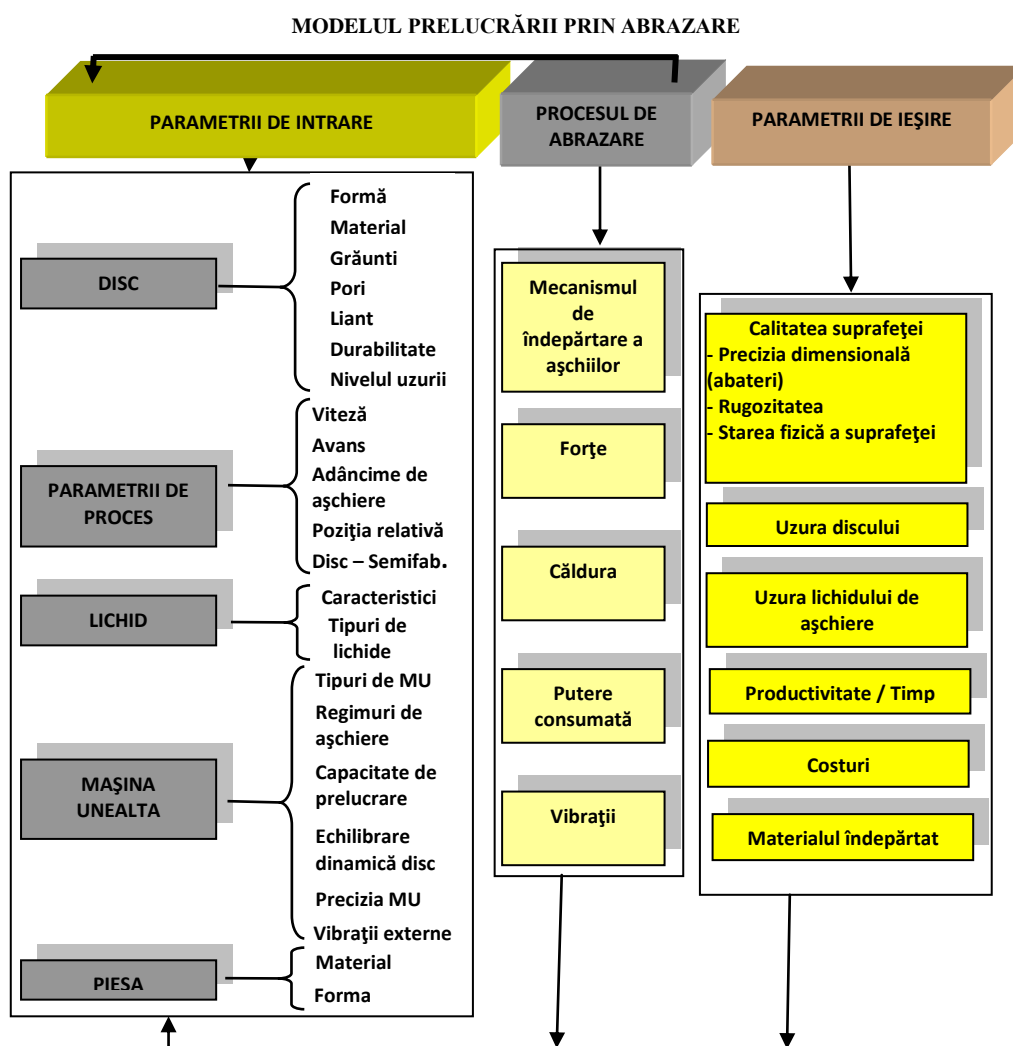 MODELUL PRELUCRĂRII PRIN ABRAZARE
PARAMETRII DE INTRARE
PROCESUL DE
ABRAZARE
PARAMETRII DE IEŞIRE
DISC
Formă
Material
Grăunti
Pori
Liant
Durabilitate
Nivelul uzurii
PARAMETRII DE
PROCES
Viteză
Avans
Adâncime de
aşchiere
Poziţia relativă
Disc – Semifab.
LICHID
Caracteristici
Tipuri de
lichide
MAŞINA
UNEALTA
Tipuri de MU
Regimuri de
aşchiere
Capacitate de
prelucrare
Echilibrare
dinamică disc
Precizia MU
Vibraţii externe
PIESA
Material
Forma
Mecanismul
de
îndepărtare a
aşchiilor
Forţe
Căldura
Putere
consumată
Vibraţii
Calitatea suprafeţei
- Precizia dimensională
(abateri)
- Rugozitatea
- Starea fizică a suprafeţei
Uzura discului
Uzura lichidului de
aşchiere
Productivitate / Timp
Costuri
Materialul îndepărtat